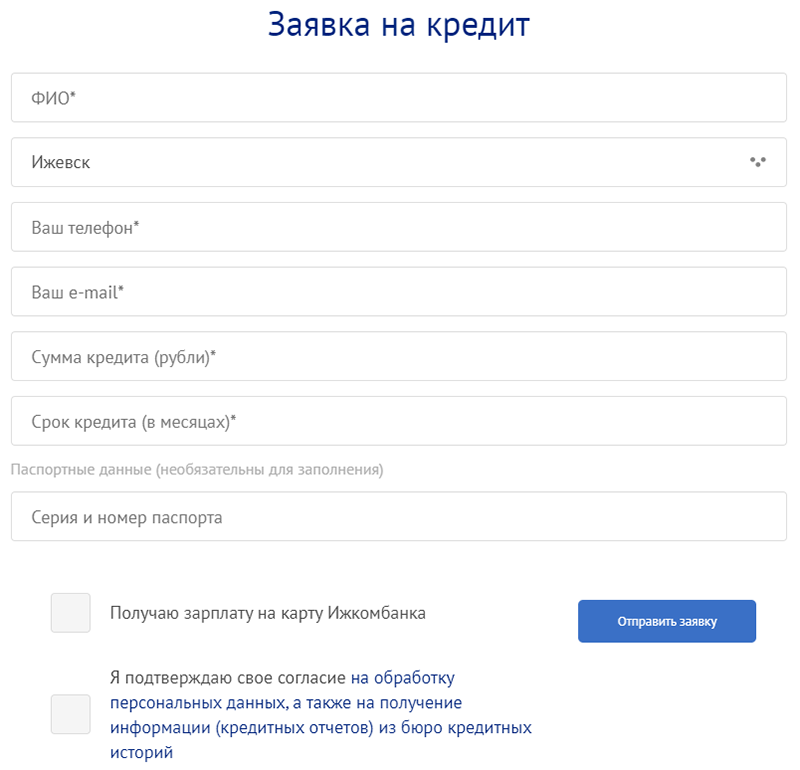 Заявка на кредит
ФИО*
Ижевск
Ваш телефон*
Ваш e-mail*
Сумма кредита (рубли)*
Срок кредита (в месяцах)*
Паспортные данные (необязательны для заполнения)
Серия и номер паспорта
Получаю зарплату на карту Ижкомбанка
Отправить заявку
Я подтверждаю свое согласие на обработку
персональных данных, а также на получение
информации (кредитных отчетов) из бюро кредитных
историй